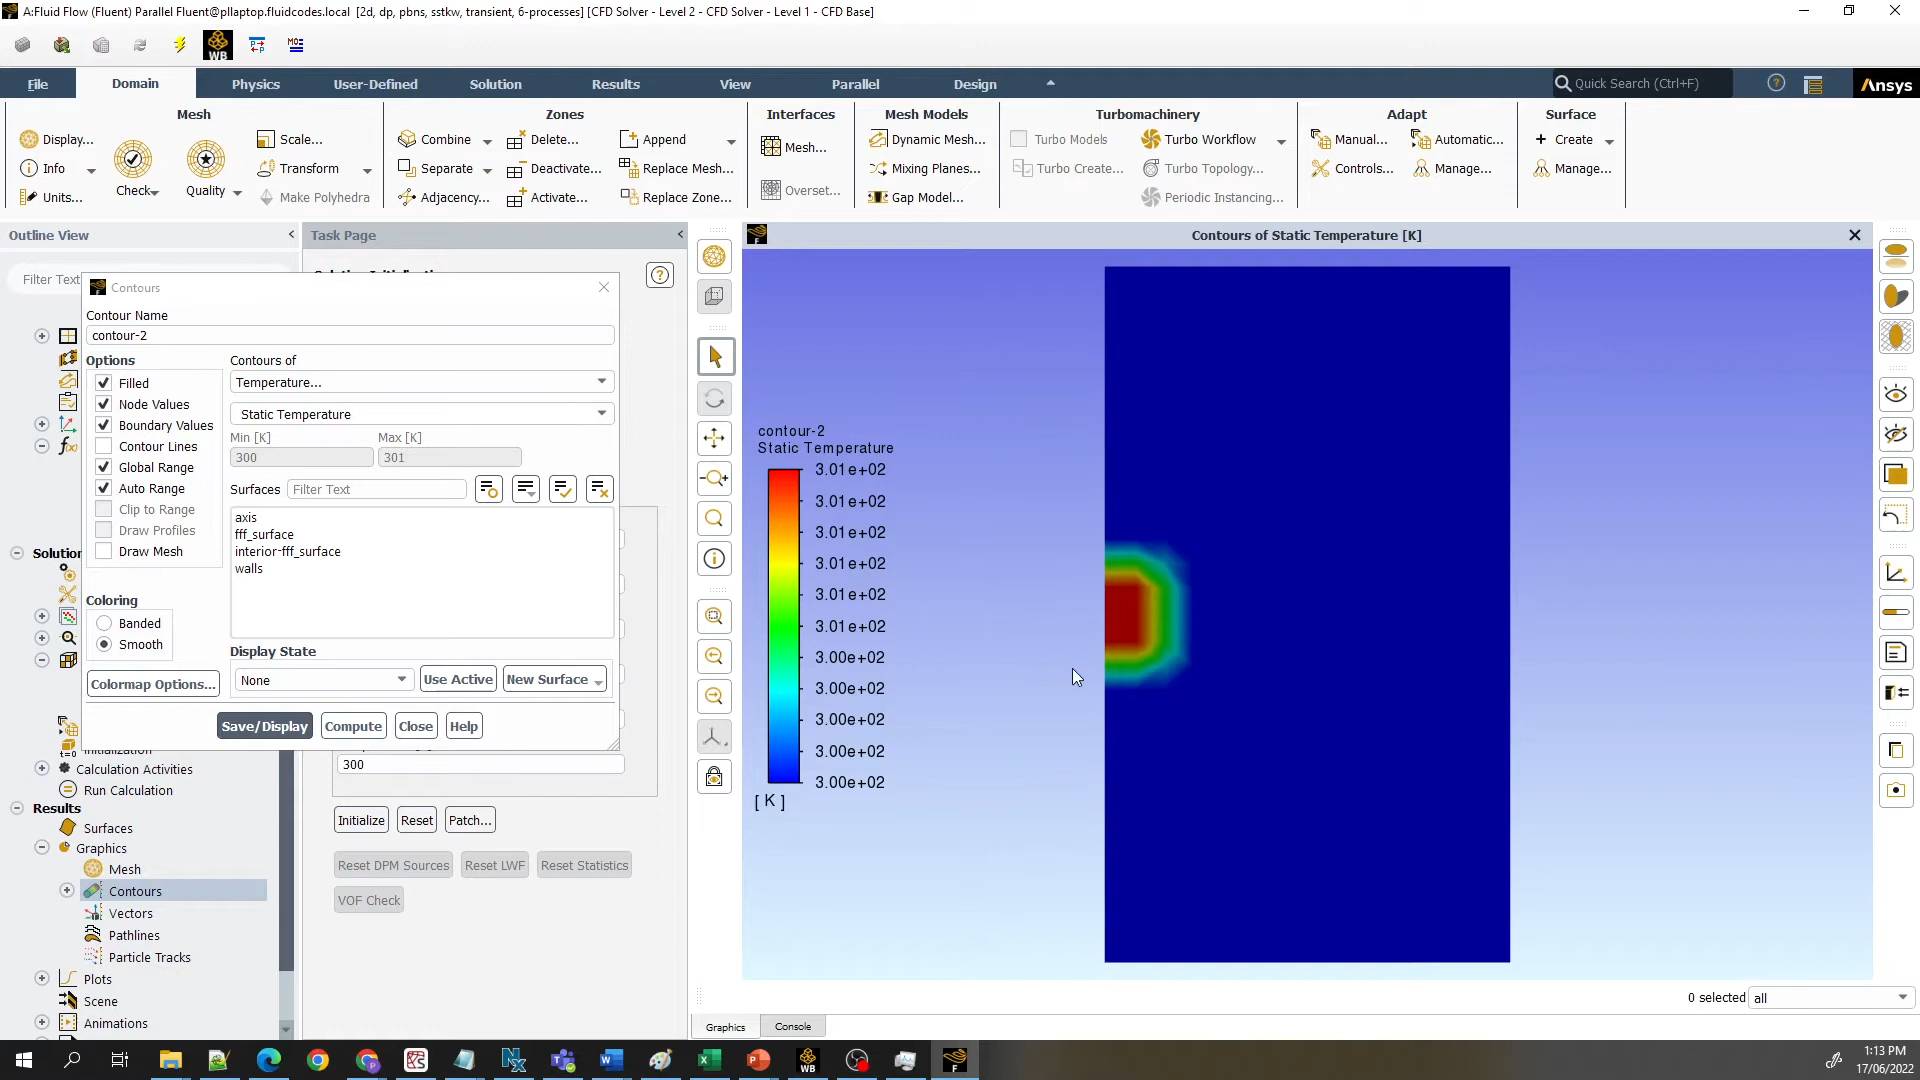 A:Fluid Flow (Fluent) Parallel Fluent@pllaptop.fluidcodes.local [2d, dp, pbns, sstkw, transient, 6-processes] [CFD Solver - Level 2 - CFD Solver - Level 1 - CFD Base]
WB
File Domain Physics User-Defined Solution Results View Parallel Design Quick Search (Ctrl+F) Ansys
Mesh Zones Interfaces Mesh Models Turbomachinery Adapt Surface
Display... Scale... Combine Delete... Append Mesh... Dynamic Mesh... Turbo Models Turbo Workflow Manual... Automatic... + Create
Info Check Quality Transform Separate Deactivate... Replace Mesh... Overset... Mixing Planes... Turbo Create... Turbo Topology... Controls... Manage... Manage...
Units... Make Polyhedra Adjacency... Activate... Replace Zone... Gap Model... Periodic Instancing...
Outline View
Task Page
Contours of Static Temperature [K]
Filter Text
Contours
Contour Name
contour-2
Options
Filled
Node Values
Boundary Values
Contour Lines
Global Range
Auto Range
Clip to Range
Draw Profiles
Draw Mesh
Coloring
Banded
Smooth
Colormap Options...
Contours of
Temperature...
Static Temperature
Min [K] Max [K]
300 301
Surfaces Filter Text
axis
fff_surface
interior-fff_surface
walls
Display State
None Use Active New Surface
Save/Display Compute Close Help
Solutio
Calculation Activities
Run Calculation
Results
Surfaces
Graphics
Mesh
Contours
Vectors
Pathlines
Particle Tracks
Plots
Scene
Animations
300
Initialize Reset Patch...
Reset DPM Sources Reset LWF Reset Statistics
VOF Check
contour-2
Static Temperature
3.01e+02
3.01e+02
3.01e+02
3.01e+02
3.01e+02
3.01e+02
3.00e+02
3.00e+02
3.00e+02
3.00e+02
3.00e+02
[ K ]
0 selected all
Graphics Console
1:13 PM
17/06/2022